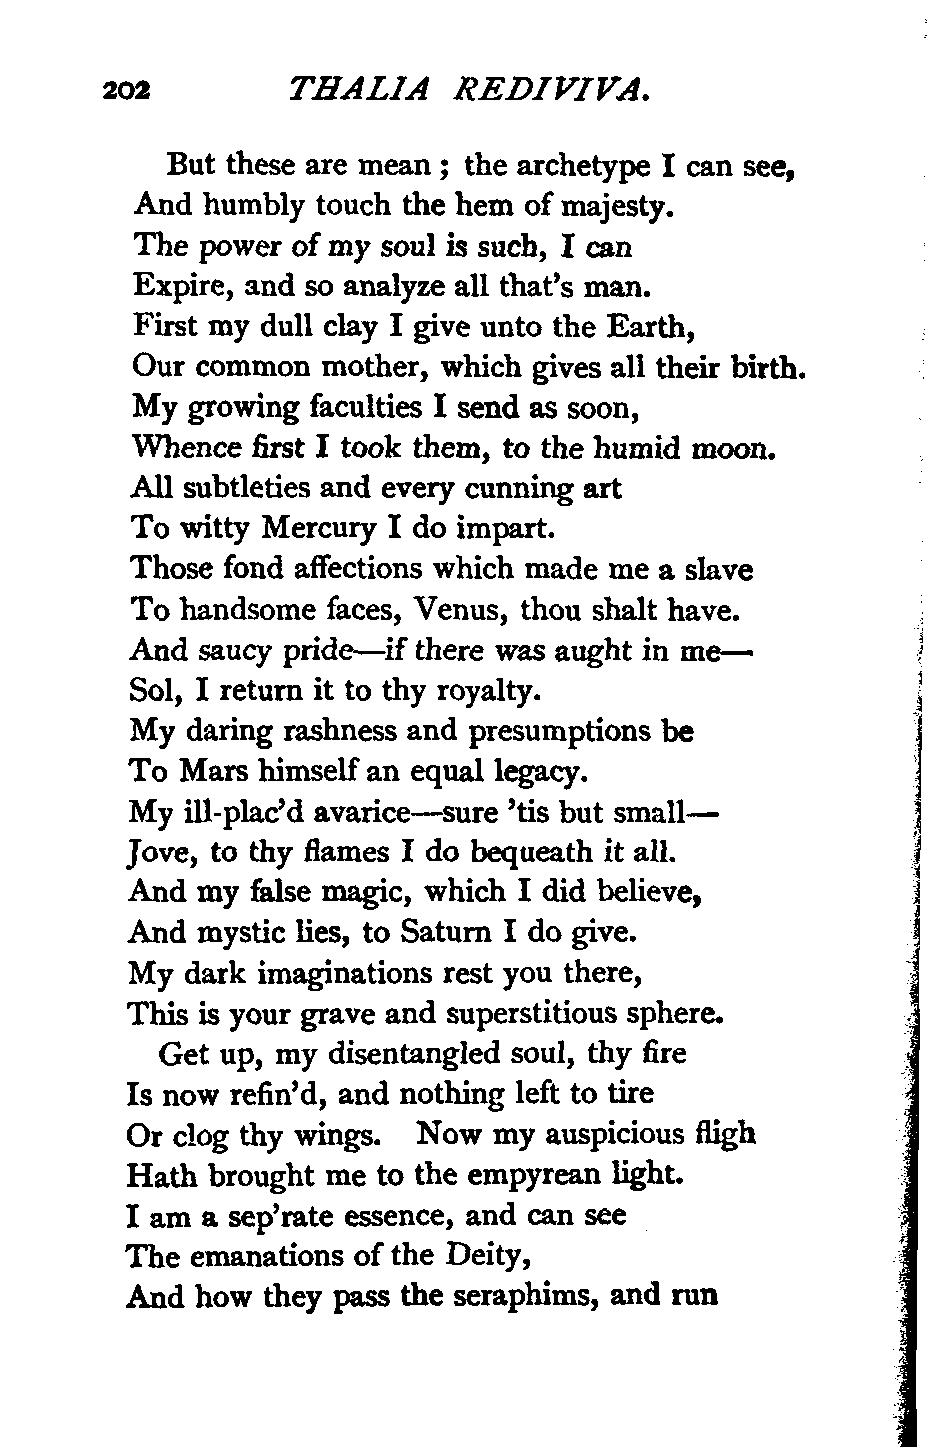 202 THALIA REDIVIVA.
But these are mean ; the archetype I can see,
And humbly touch the hem of majesty.
The power of my soul is such, I can
Expire, and so analyze all that's man.
First my dull clay I give unto the Earth,
Our common mother, which gives all their birth.
My growing faculties I send as soon,
Whence first I took them, to the humid moon.
All subtleties and every cunning art
To witty Mercury I do impart.
Those fond affections which made me a slave
To handsome faces, Venus, thou shalt have.
And saucy pride—if there was aught in me—
Sol, I return it to thy royalty.
My daring rashness and presumptions be
To Mars himself an equal legacy.
My ill-plac'd avarice—sure 'tis but small—
Jove, to thy flames I do bequeath it all.
And my false magic, which I did believe,
And mystic lies, to Saturn I do give.
My dark imaginations rest you there,
This is your grave and superstitious sphere.
Get up, my disentangled soul, thy fire
Is now refin'd, and nothing left to tire
Or clog thy wings. Now my auspicious fligh
Hath brought me to the empyrean light.
I am a sep'rate essence, and can see
The emanations of the Deity,
And how they pass the seraphims, and run